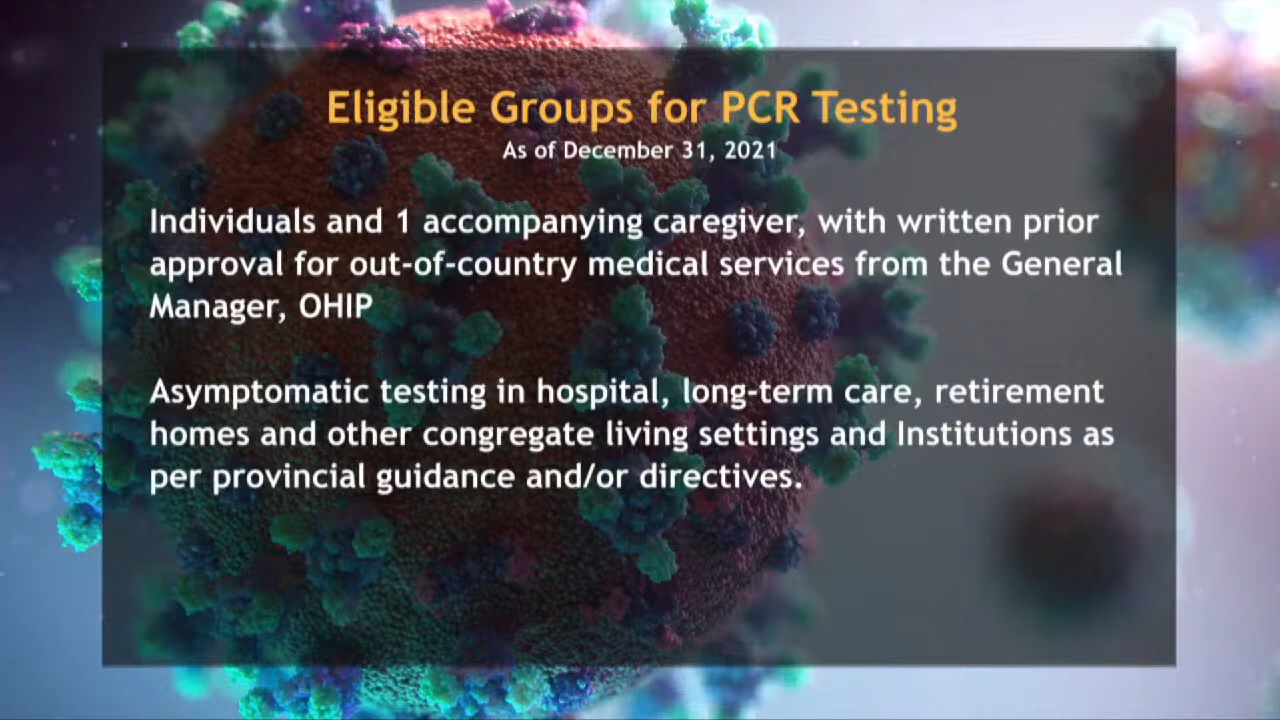 Eligible Groups for PCR Testing
As of December 31, 2021
Individuals and 1 accompanying caregiver, with written prior
approval for out-of-country medical services from the General
Manager, OHIP
Asymptomatic testing in hospital, long-term care, retirement
homes and other congregate living settings and Institutions as
per provincial guidance and/or directives.